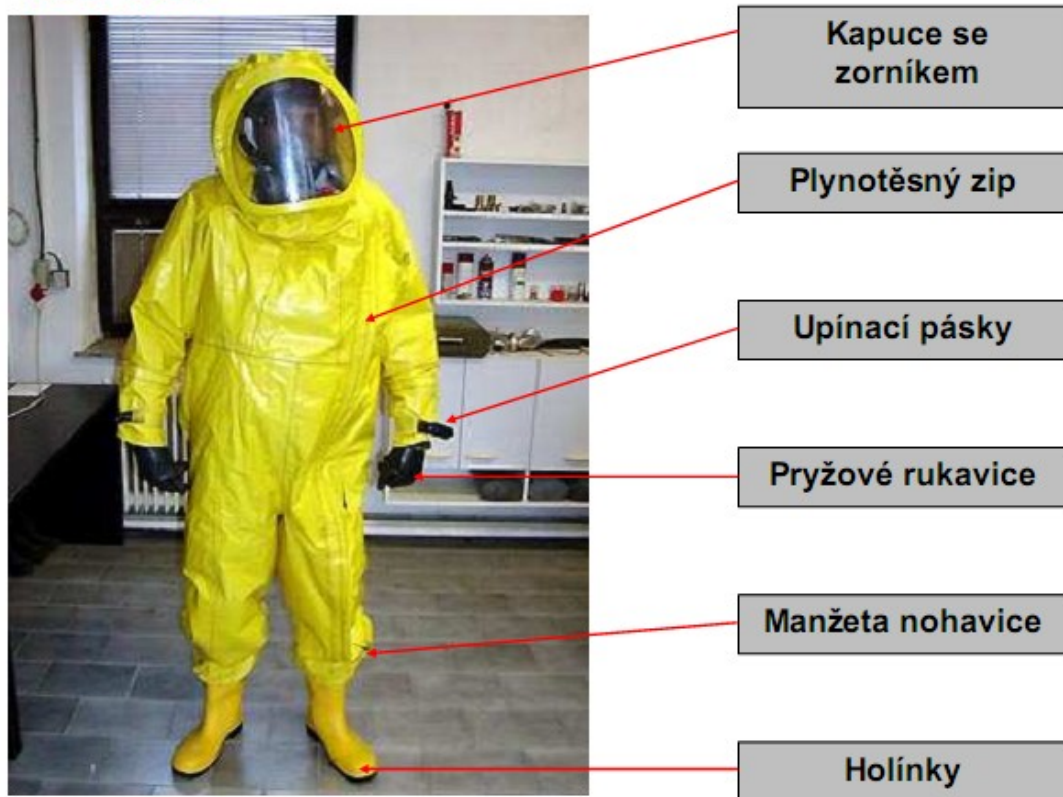 Kapuce se
zorníkem
Plynotěsný zip
Upínací pásky
Pryžové rukavice
Manžeta nohavice
Holínky